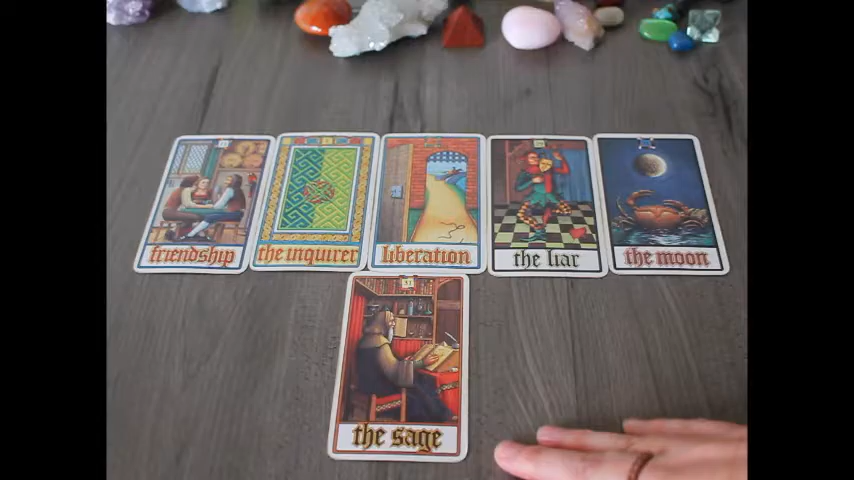 friendship
the inquirer
liberation
the liar
the moon
the sage